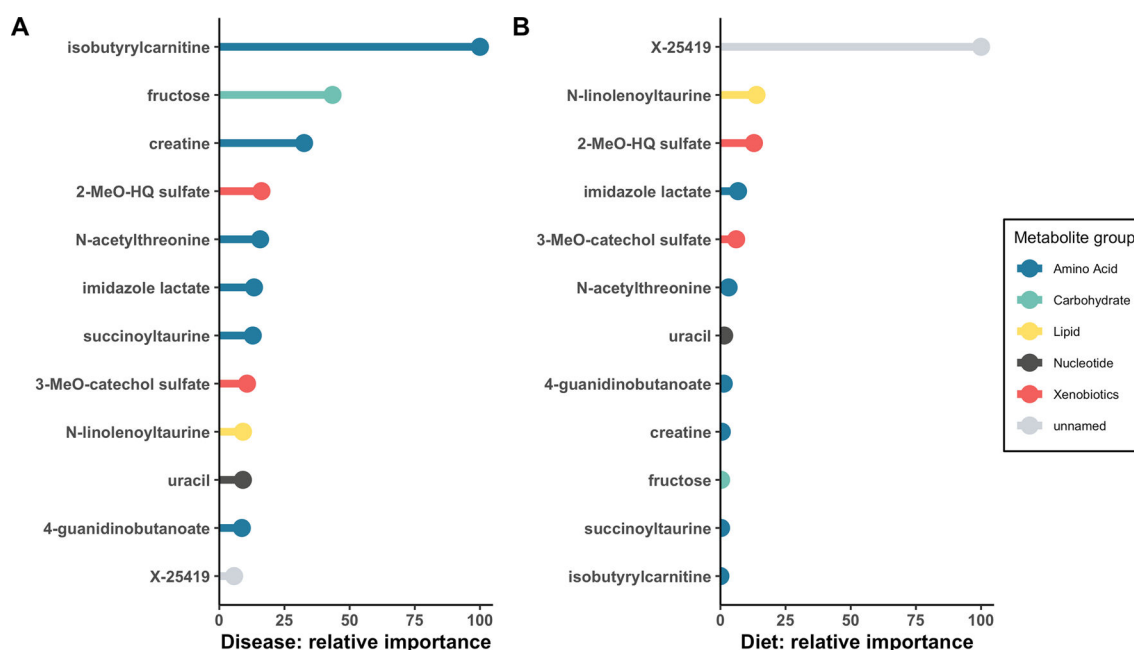 A
isobutyrylcarnitine
fructose
creatine
2-MeO-HQ sulfate
N-acetylthreonine
imidazole lactate
succinoyltaurine
3-MeO-catechol sulfate
N-linolenoyltaurine
uracil
4-guanidinobutanoate
X-25419
0 25 50 75 100
Disease: relative importance
B
X-25419
N-linolenoyltaurine
2-MeO-HQ sulfate
imidazole lactate
3-MeO-catechol sulfate
N-acetylthreonine
uracil
4-guanidinobutanoate
creatine
fructose
succinoyltaurine
isobutyrylcarnitine
0 25 50 75 100
Diet: relative importance
Metabolite group
Amino Acid
Carbohydrate
Lipid
Nucleotide
Xenobiotics
unnamed